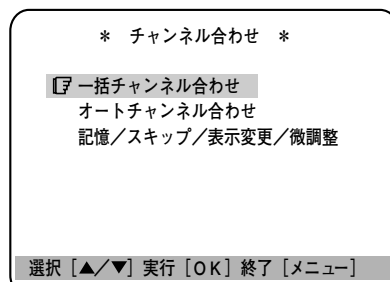 ＊ チャンネル合わせ ＊
一括チャンネル合わせ
オートチャンネル合わせ
記憶／スキップ／表示変更／微調整
選択［▲／▼］実行［OK］終了［メニュー］